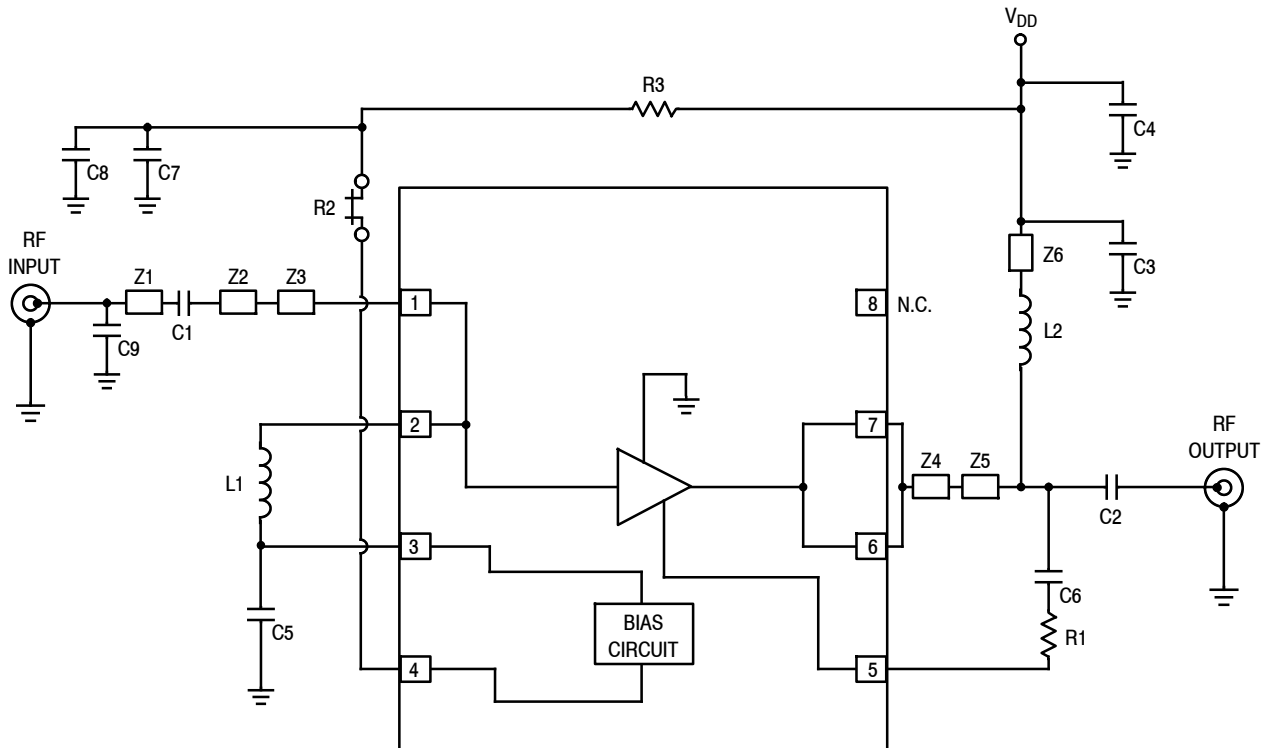 VDD
R3
C4
C8
C7
R2
RF
INPUT
Z1
Z2
Z3
C1
C9
1
8
N.C.
Z6
C3
L2
2
7
RF
OUTPUT
Z4
Z5
C2
L1
3
6
C6
C5
BIAS
CIRCUIT
R1
4
5